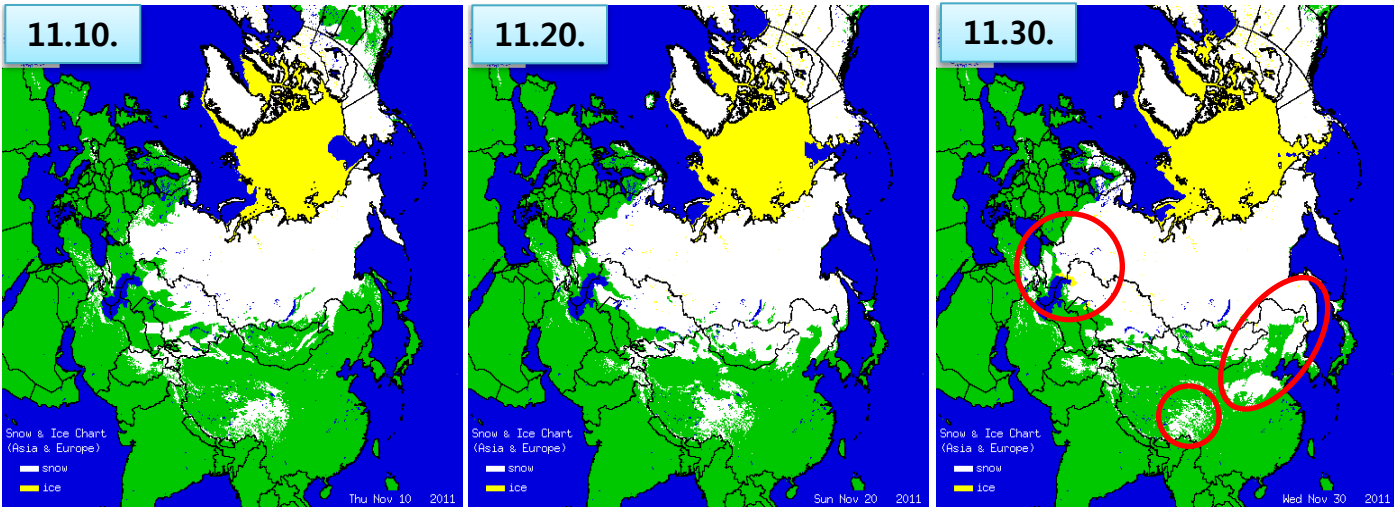 11.10.
Snow & Ice Chart
(Asia & Europe)
snow
ice
Thu Nov 10 2011
11.20.
Snow & Ice Chart
(Asia & Europe)
snow
ice
Sun Nov 20 2011
11.30.
Snow & Ice Chart
(Asia & Europe)
snow
ice
Wed Nov 30 2011